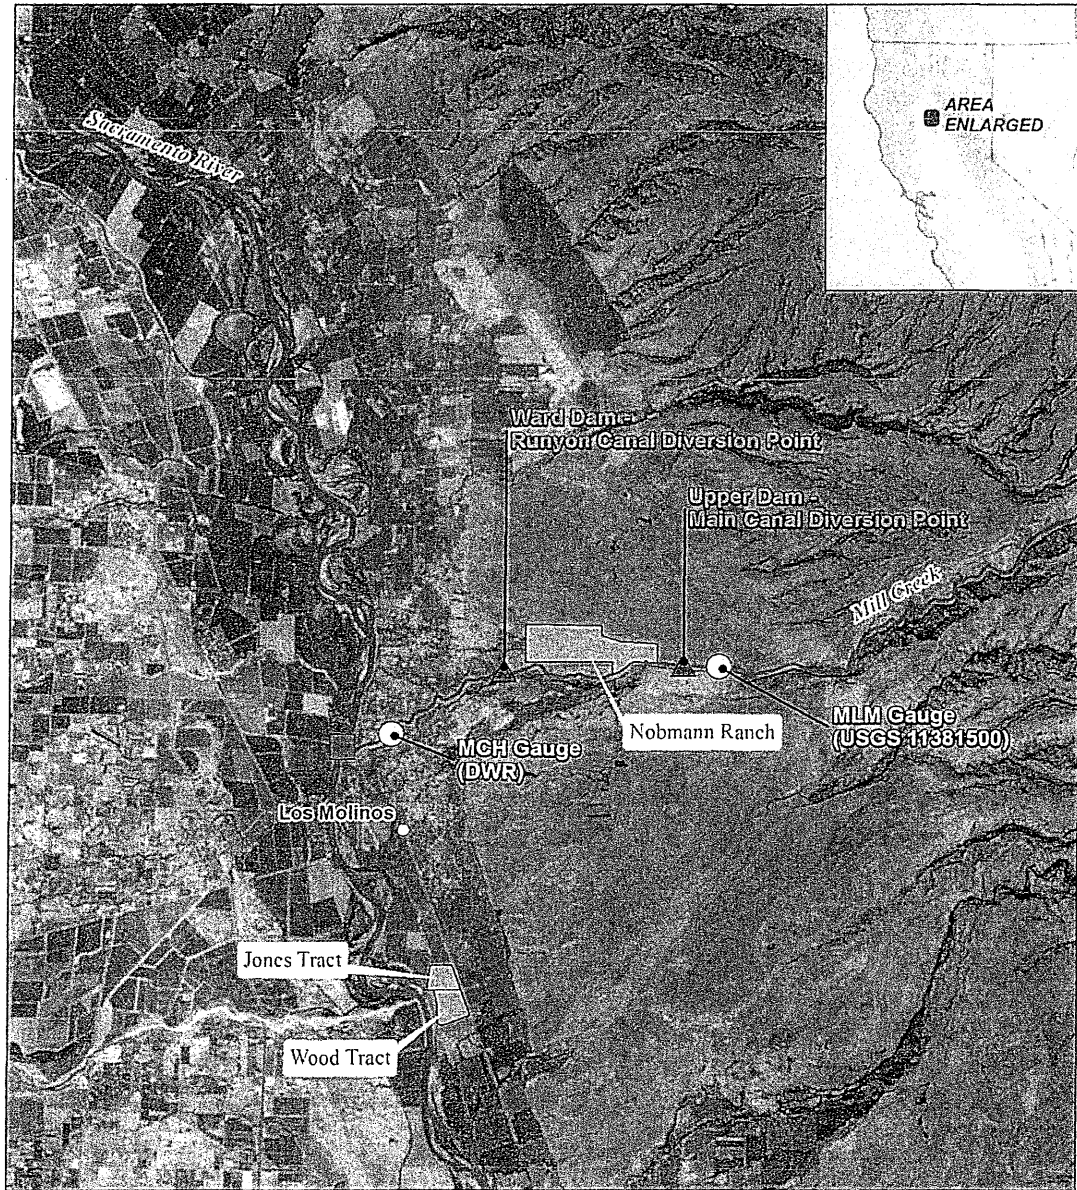 AREA
ENLARGED
Sacramento River
Ward Dam-
Runyon Canal Diversion Point
Upper Dam -
Main Canal Diversion Point
Mill Creek
Nobmann Ranch
MLM Gauge
(USGS 11381500)
MCH Gauge
(DWR)
Los Molinos
Jones Tract
Wood Tract